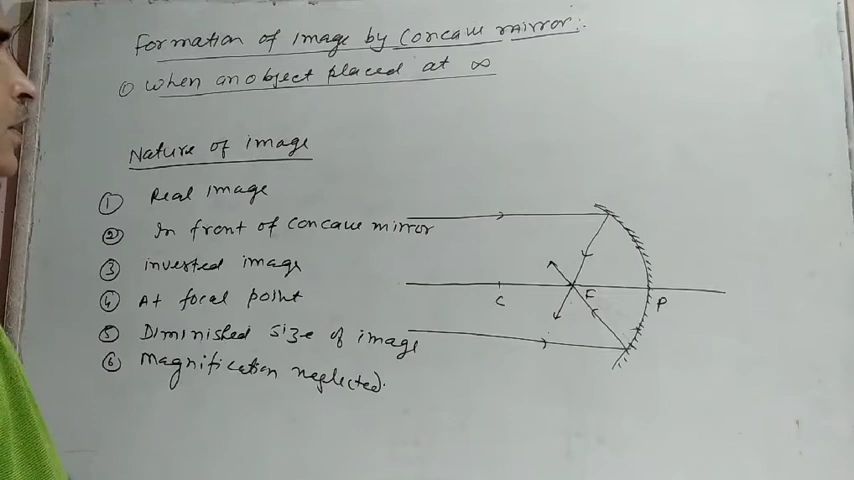 Formation of image by Concave mirror:
① When an object placed at ∞
Nature of image
① Real image
② In front of concave mirror
③ inverted image
④ At focal point
⑤ Diminished size of image
⑥ Magnification neglected.
C
F
P